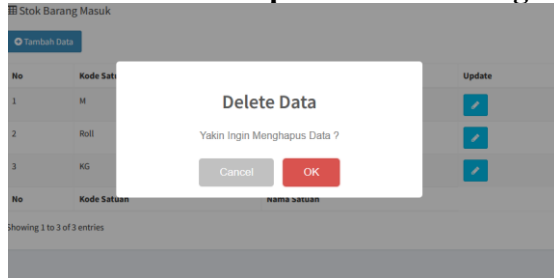 Stok Barang Masuk
Tambah Data
No Kode Satu Update
1 M
2 Roll
3 KG
Delete Data
Yakin Ingin Menghapus Data ?
Cancel OK
No Kode Satuan Nama Satuan
Showing 1 to 3 of 3 entries